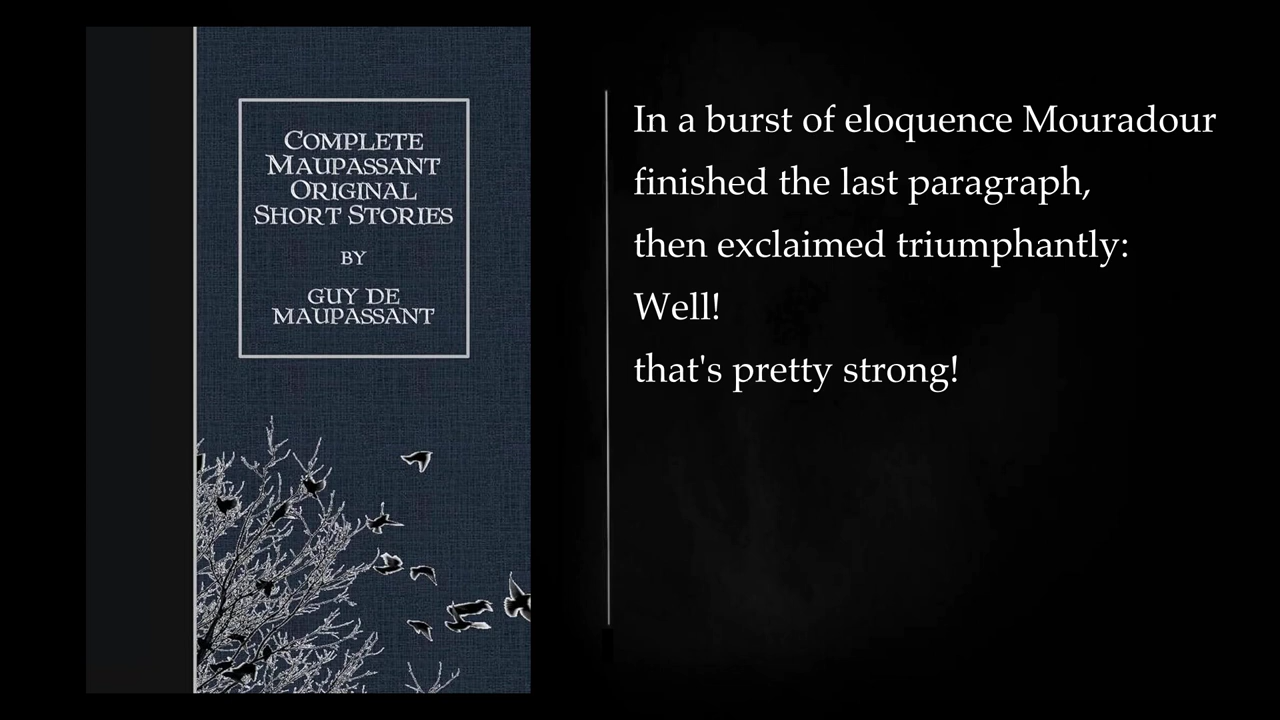 COMPLETE
MAUPASSANT
ORIGINAL
SHORT STORIES
BY
GUY DE
MAUPASSANT
In a burst of eloquence Mouradour
finished the last paragraph,
then exclaimed triumphantly:
Well!
that's pretty strong!